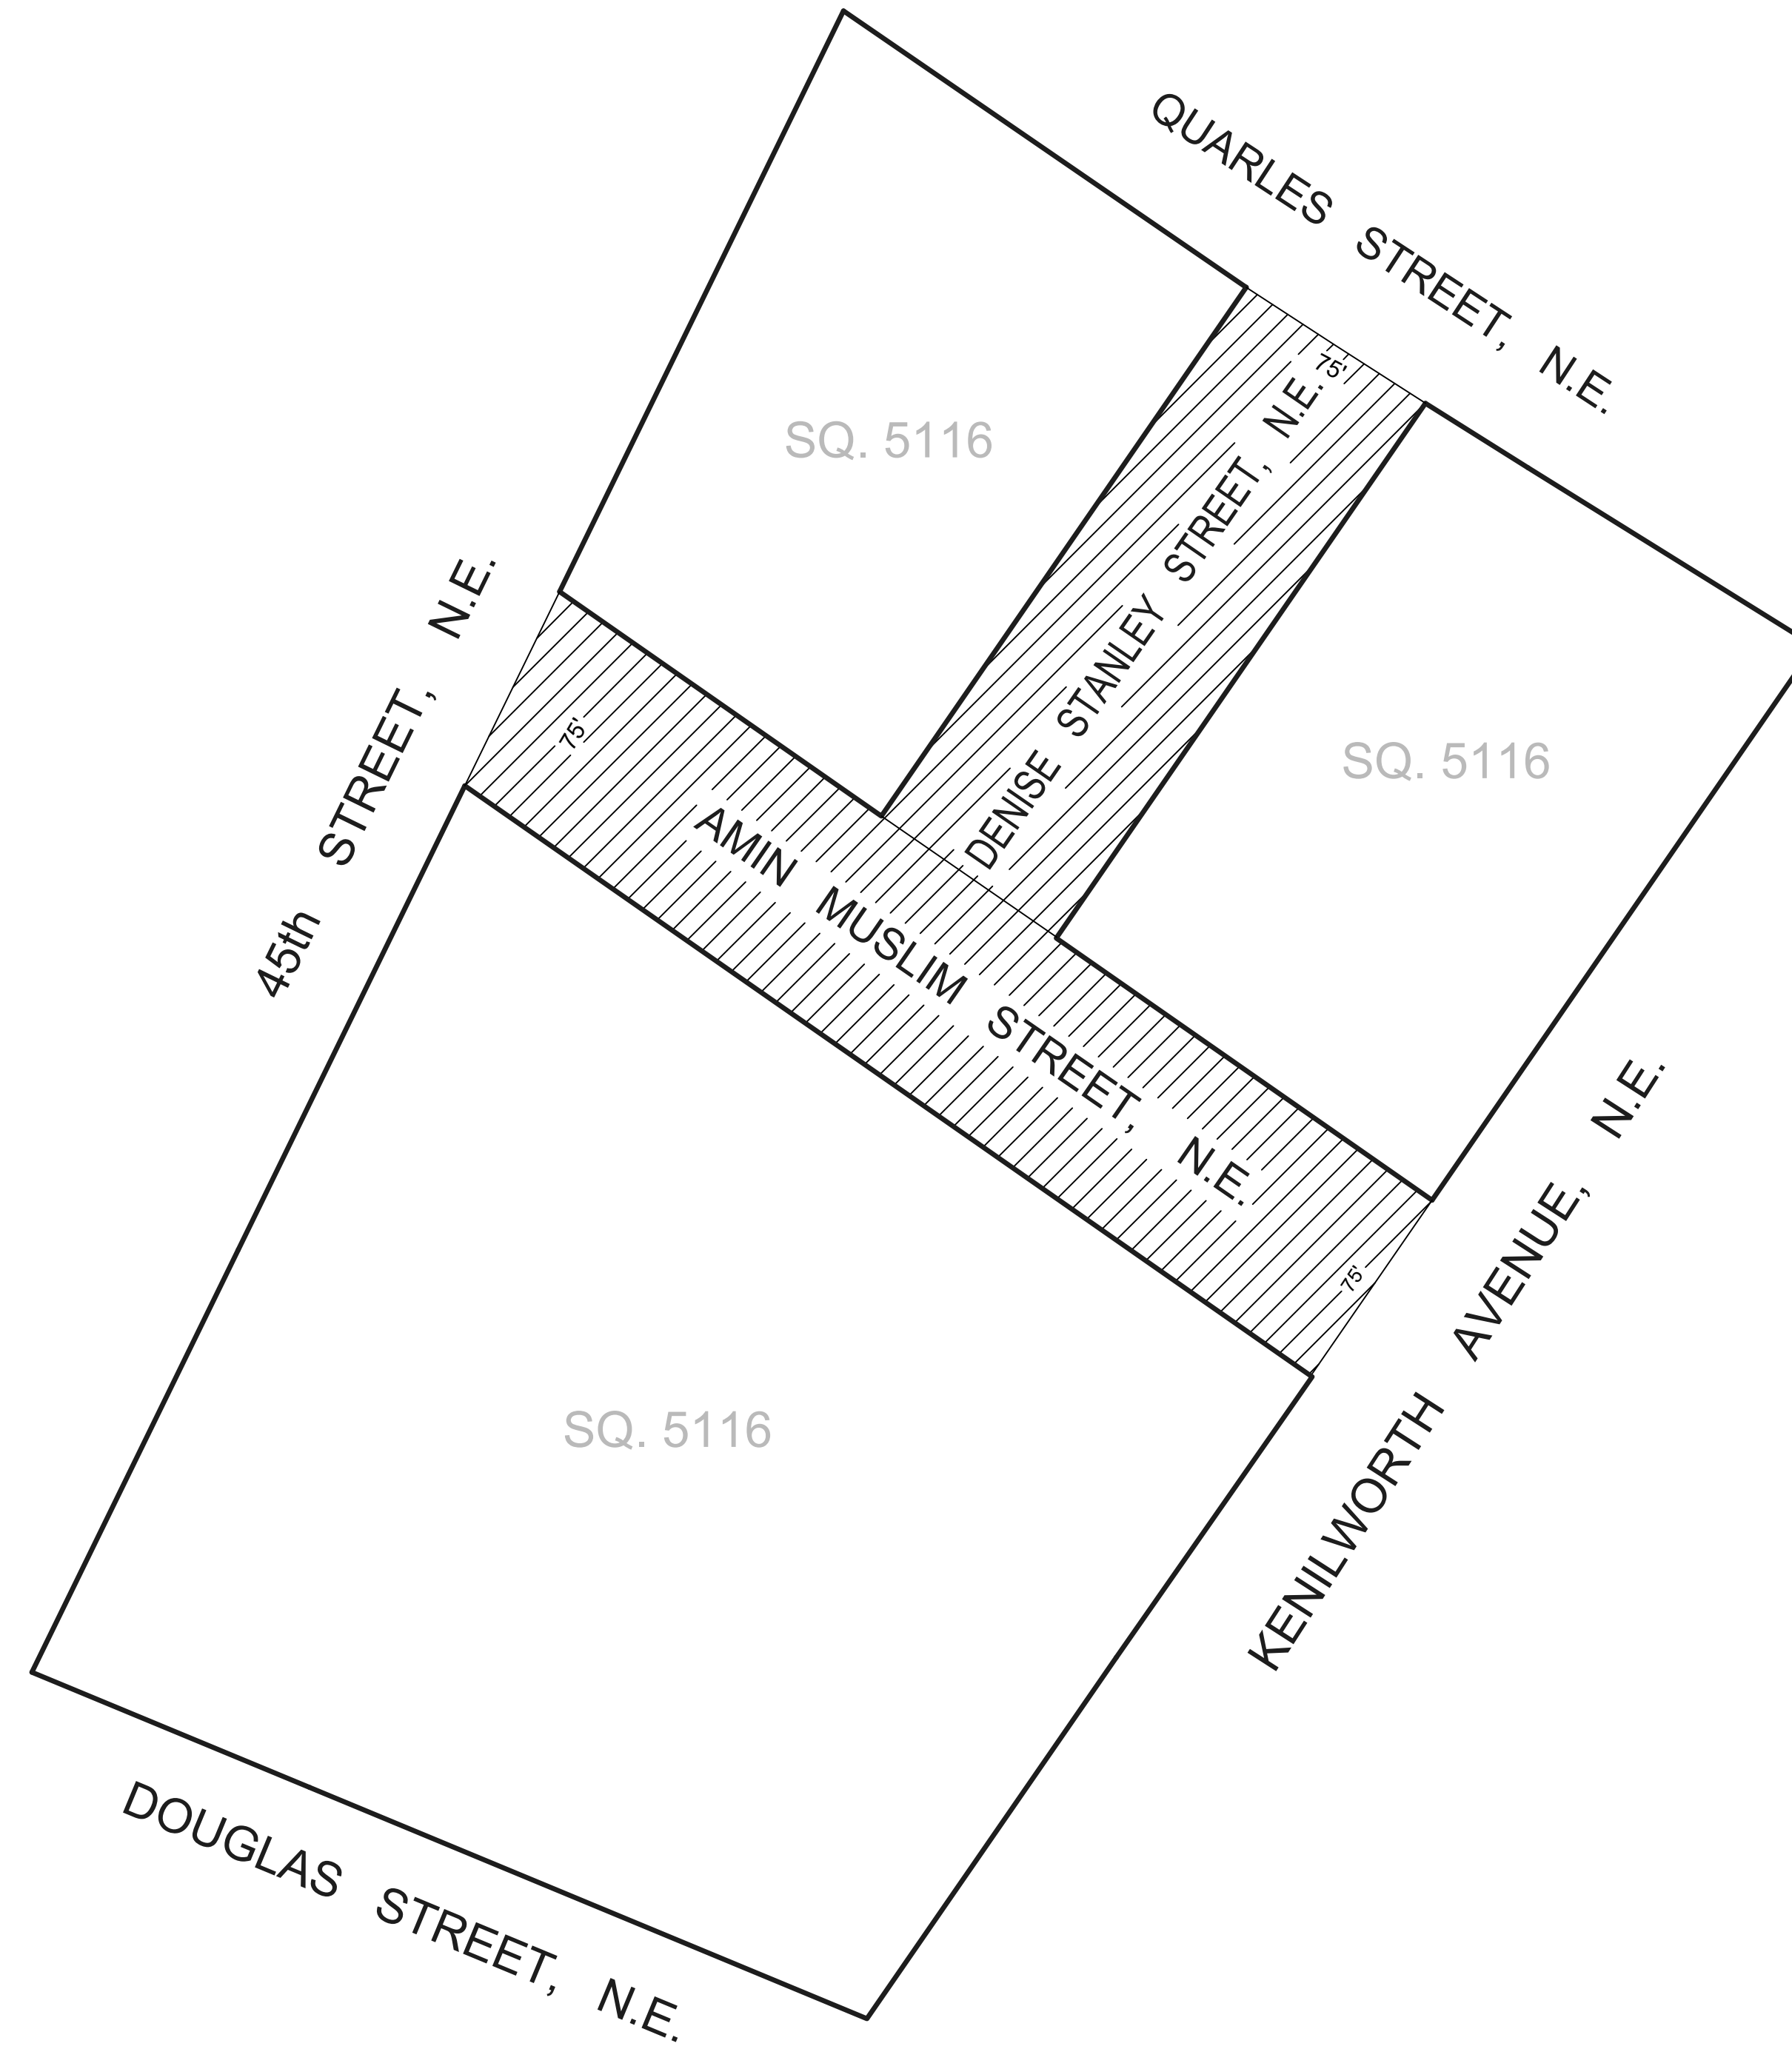 QUARLES STREET, N.E.
75'
SQ. 5116
DENISE STANLEY STREET, N.E.
45th STREET, N.E.
75'
SQ. 5116
AMIN MUSLIM STREET, N.E.
75'
KENILWORTH AVENUE, N.E.
SQ. 5116
DOUGLAS STREET, N.E.